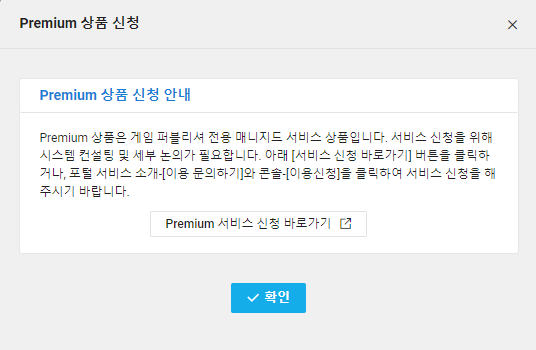 Premium 상품 신청
Premium 상품 신청 안내
Premium 상품은 게임 퍼블리셔 전용 매니지드 서비스 상품입니다. 서비스 신청을 위해
시스템 컨설팅 및 세부 논의가 필요합니다. 아래 [서비스 신청 바로가기] 버튼을 클릭하
거나, 포털 서비스 소개-[이용 문의하기]와 콘솔-[이용신청]을 클릭하여 서비스 신청을 해
주시기 바랍니다.
Premium 서비스 신청 바로가기
확인